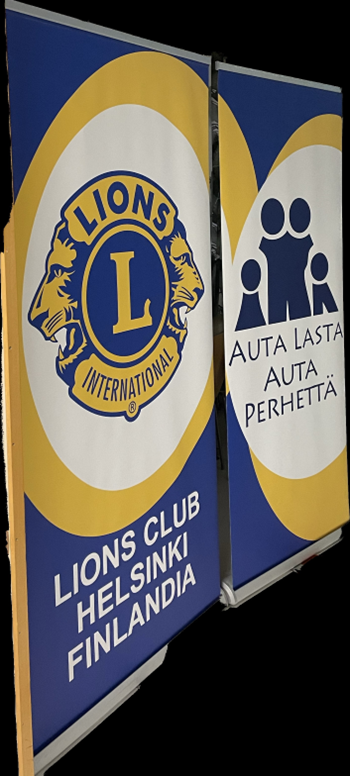 LIONS
L
INTERNATIONAL
®
LIONS CLUB
HELSINKI
FINLANDIA
AUTA LASTA
AUTA
PERHETTÄ